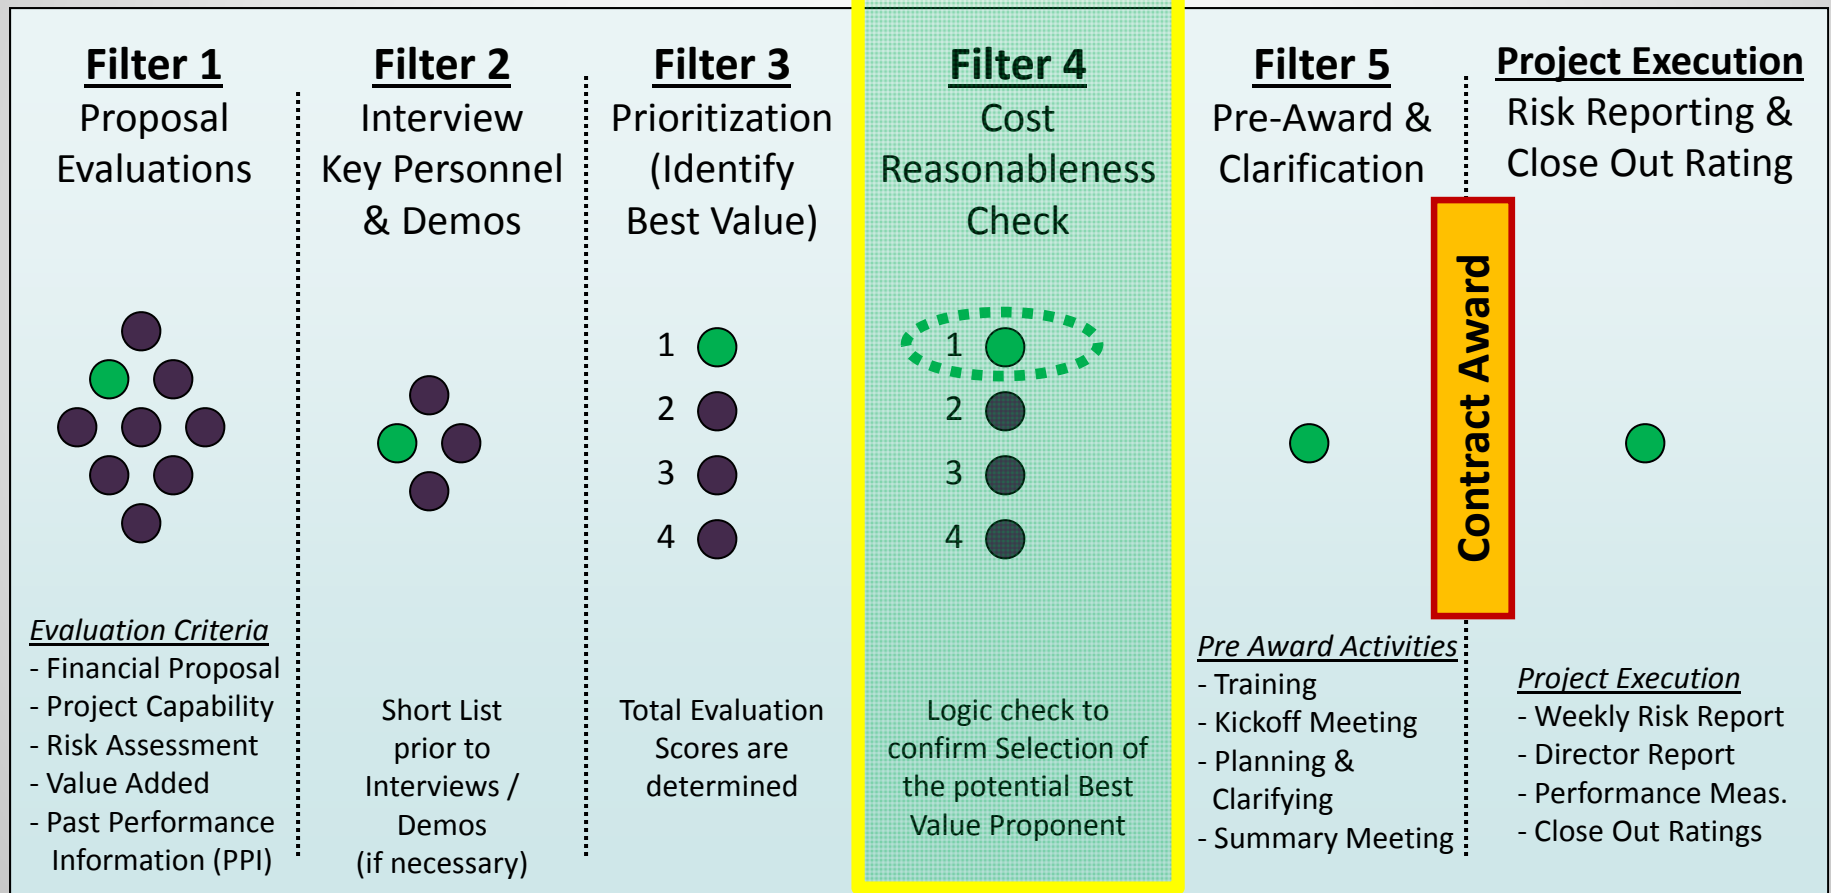 Filter 1
Proposal
Evaluations
Evaluation Criteria
- Financial Proposal
- Project Capability
- Risk Assessment
- Value Added
- Past Performance
Information (PPI)
Filter 2
Interview
Key Personnel
& Demos
Short List
prior to
Interviews /
Demos
(if necessary)
Filter 3
Prioritization
(Identify
Best Value)
1
2
3
4
Total Evaluation
Scores are
determined
Filter 4
Cost
Reasonableness
Check
1
2
3
4
Logic check to
confirm Selection of
the potential Best
Value Proponent
Filter 5
Pre-Award &
Clarification
Pre Award Activities
- Training
- Kickoff Meeting
- Planning &
Clarifying
- Summary Meeting
Contract Award
Project Execution
Risk Reporting &
Close Out Rating
Project Execution
- Weekly Risk Report
- Director Report
- Performance Meas.
- Close Out Ratings